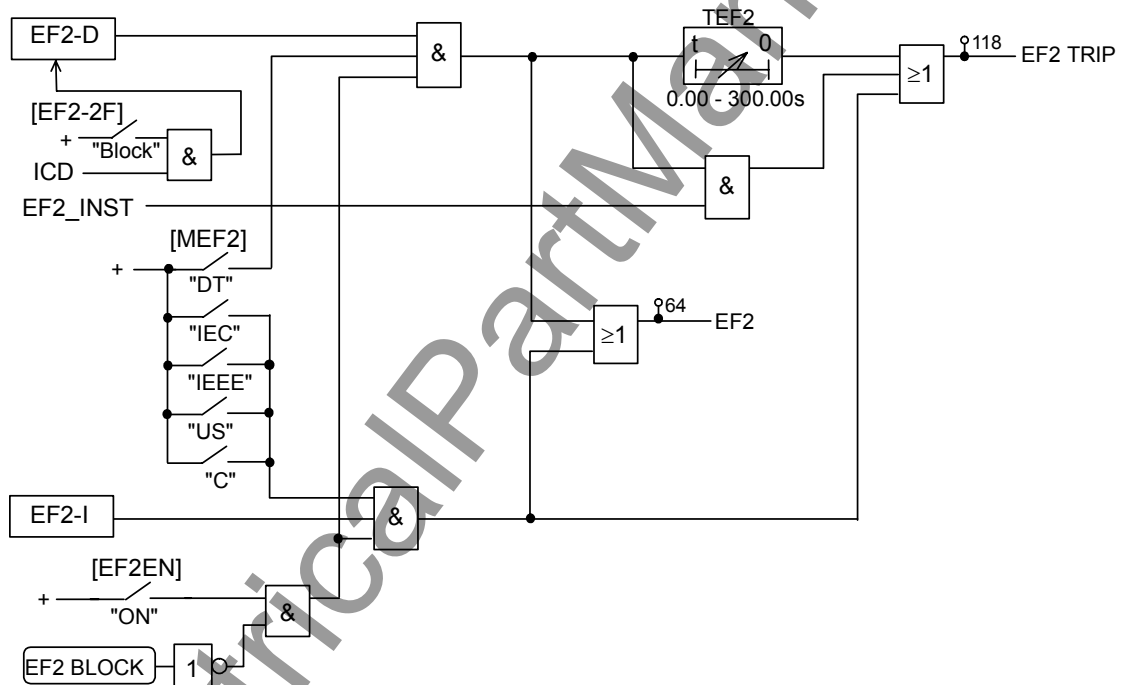 TEF2
EF2-D
&
t
0
118
EF2 TRIP
≥1
0.00 - 300.00s
[EF2-2F]
+
"Block"
&
ICD
&
EF2_INST
[MEF2]
+
"DT"
"IEC"
64
EF2
≥1
"IEEE"
"US"
"C"
EF2-I
&
[EF2EN]
+
"ON"
&
EF2 BLOCK
1